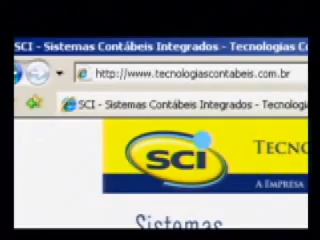 SCI - Sistemas Contábeis Integrados - Tecnologias
http://www.tecnologiascontabeis.com.br
SCI - Sistemas Contábeis Integrados - Tecnologi
SCI
TECNO
A EMPRESA
Sistemas